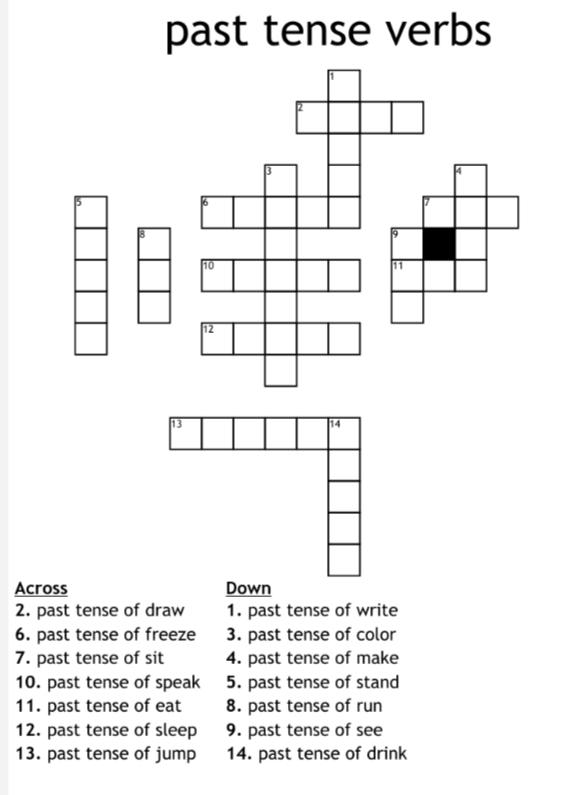 past tense verbs
1
2
3
4
5
6
7
8
9
10
11
12
13
14
Across
2. past tense of draw
6. past tense of freeze
7. past tense of sit
10. past tense of speak
11. past tense of eat
12. past tense of sleep
13. past tense of jump
Down
1. past tense of write
3. past tense of color
4. past tense of make
5. past tense of stand
8. past tense of run
9. past tense of see
14. past tense of drink